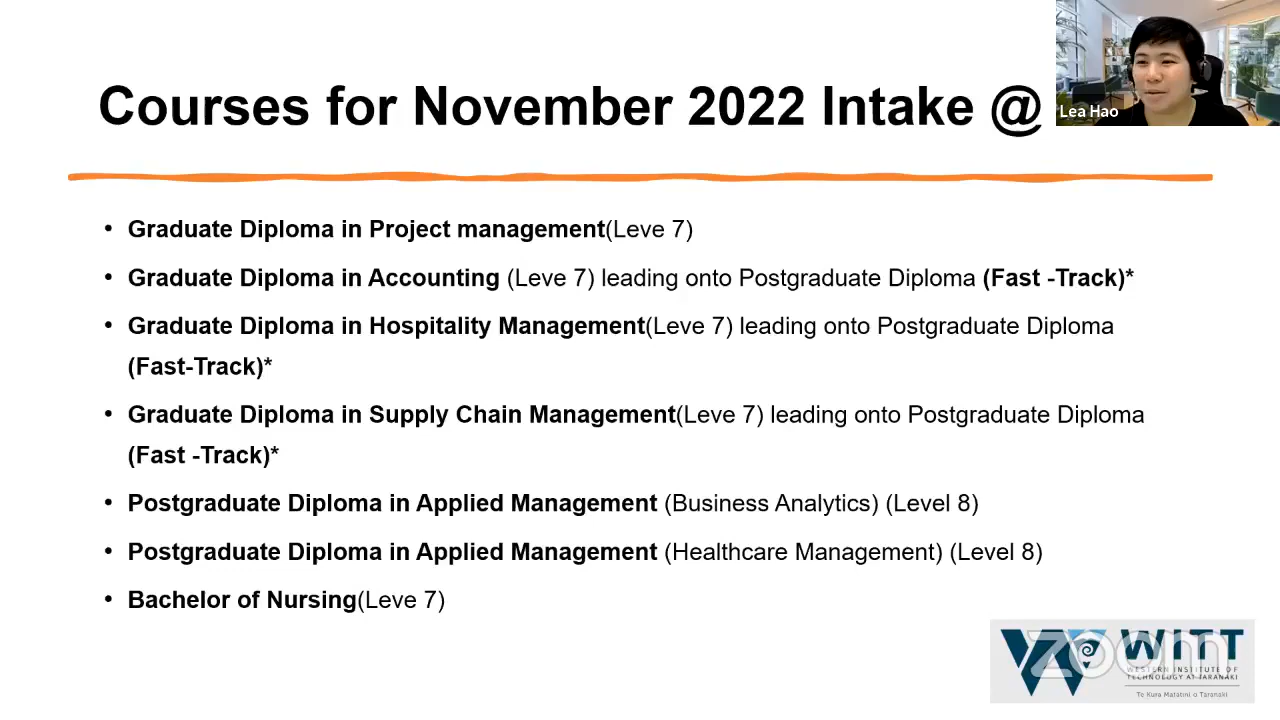 Courses for November 2022 Intake @
Lea Hao
• Graduate Diploma in Project management(Leve 7)
• Graduate Diploma in Accounting (Leve 7) leading onto Postgraduate Diploma (Fast -Track)*
• Graduate Diploma in Hospitality Management(Leve 7) leading onto Postgraduate Diploma
(Fast-Track)*
• Graduate Diploma in Supply Chain Management(Leve 7) leading onto Postgraduate Diploma
(Fast -Track)*
• Postgraduate Diploma in Applied Management (Business Analytics) (Level 8)
• Postgraduate Diploma in Applied Management (Healthcare Management) (Level 8)
• Bachelor of Nursing(Leve 7)
WITT
zoom
WESTERN INSTITUTE OF
TECHNOLOGY AT TARANAKI
Te Kura Matatini o Taranaki